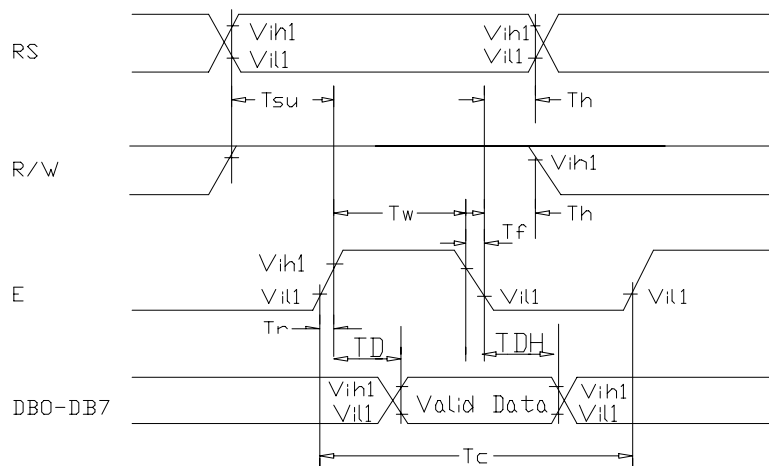 RS
Vih1
Vil1
Vih1
Vil1
Tsu
Th
R/W
Vih1
Tw
Th
Tf
E
Vih1
Vil1
Vil1
Vil1
Tr
TD
TDH
DB0-DB7
Vih1
Vil1
Valid Data
Vih1
Vil1
Tc